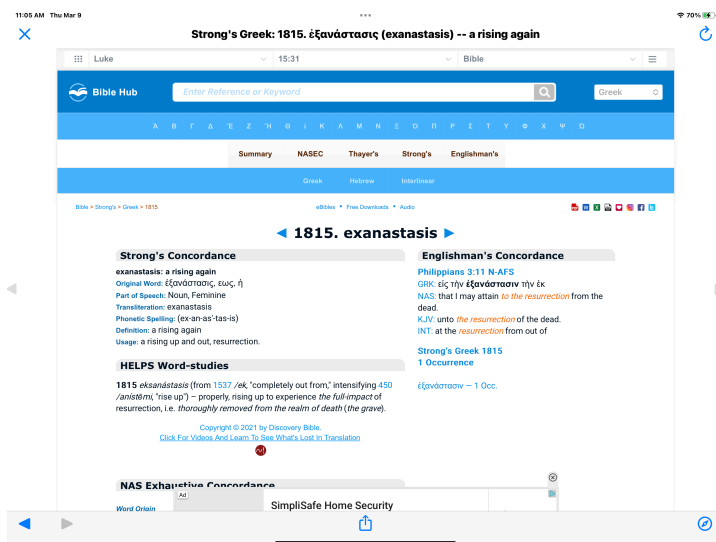 11:05 AM Thu Mar 9
70%
Strong's Greek: 1815. ἐξανάστασις (exanastasis) -- a rising again
Luke 15:31 Bible
Bible Hub
Enter Reference or Keyword
Greek
Ἀ Β Γ Δ Ἐ Ζ Ἠ Θ ἰ Κ Λ Μ Ν Ξ Ὀ Π Ρ Σ Τ Υ Φ Χ Ψ Ὠ
Summary NASEC Thayer's Strong's Englishman's
Greek Hebrew Interlinear
Bible > Strong's > Greek > 1815
eBibles • Free Downloads • Audio
◄ 1815. exanastasis ►
Strong's Concordance
exanastasis: a rising again
Original Word: ἐξανάστασις, εως, ἡ
Part of Speech: Noun, Feminine
Transliteration: exanastasis
Phonetic Spelling: (ex-an-as'-tas-is)
Definition: a rising again
Usage: a rising up and out, resurrection.
HELPS Word-studies
1815 eksanástasis (from 1537 /ek, "completely out from," intensifying 450
/anístēmi, "rise up") – properly, rising up to experience the full-impact of
resurrection, i.e. thoroughly removed from the realm of death (the grave).
Copyright © 2021 by Discovery Bible.
Click For Videos And Learn To See What's Lost In Translation
NAS Exhaustive Concordance
Word Origin
Englishman's Concordance
Philippians 3:11 N-AFS
GRK: εἰς τὴν ἐξανάστασιν τὴν ἐκ
NAS: that I may attain to the resurrection from the
dead.
KJV: unto the resurrection of the dead.
INT: at the resurrection from out of
Strong's Greek 1815
1 Occurrence
ἐξανάστασιν — 1 Occ.
Ad
SimpliSafe Home Security